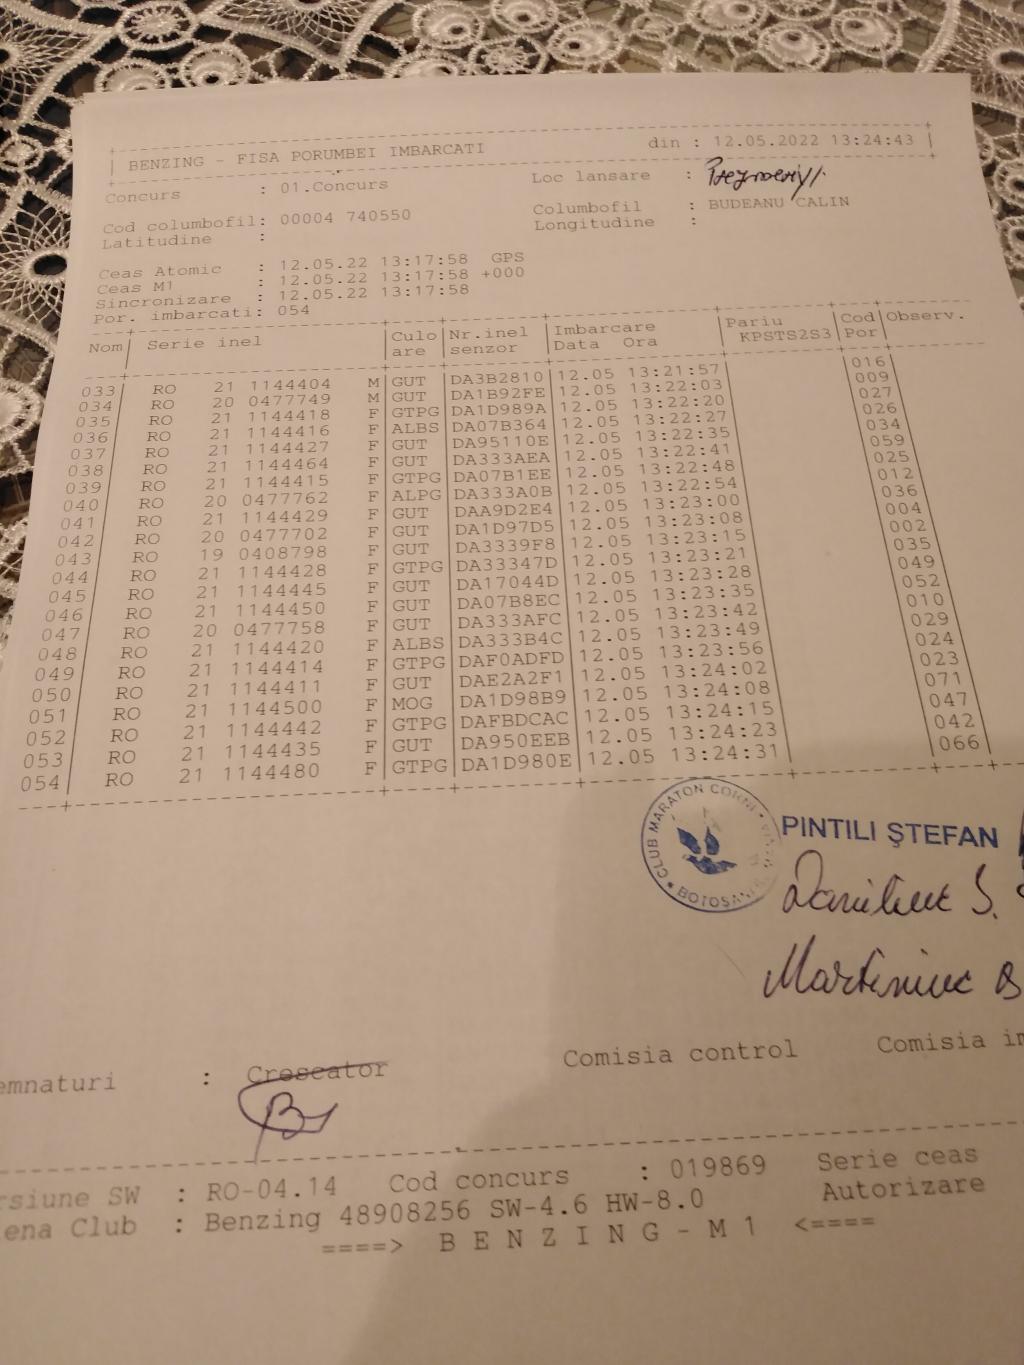 BENZING - FISA PORUMBEI IMBARCATI din : 12.05.2022 13:24:43
Concurs : 01.Concurs Loc lansare :
Cod columbofil: 00004 740550 Columbofil : BUDEANU CALIN
Latitudine : Longitudine :
Ceas Atomic : 12.05.22 13:17:58 GPS
Ceas M1 : 12.05.22 13:17:58 +000
Sincronizare : 12.05.22 13:17:58
Por. imbarcati: 054
Nom Serie inel Culo Nr.inel Imbarcare Pariu Cod Observ.
are senzor Data Ora KPSTS2S3 Por
033 RO 21 1144404 M GUT DA3B2810 12.05 13:21:57 016
034 RO 20 0477749 M GUT DA1B92FE 12.05 13:22:03 009
035 RO 21 1144418 F GTPG DA1D989A 12.05 13:22:20 027
036 RO 21 1144416 F ALBS DA07B364 12.05 13:22:27 026
037 RO 21 1144427 F GUT DA95110E 12.05 13:22:35 034
038 RO 21 1144464 F GUT DA333AEA 12.05 13:22:41 059
039 RO 21 1144415 F GTPG DA07B1EE 12.05 13:22:48 025
040 RO 20 0477762 F ALPG DA333A0B 12.05 13:22:54 012
041 RO 21 1144429 F GUT DAA9D2E4 12.05 13:23:00 036
042 RO 20 0477702 F GUT DA1D97D5 12.05 13:23:08 004
043 RO 19 0408798 F GUT DA3339F8 12.05 13:23:15 002
044 RO 21 1144428 F GTPG DA33347D 12.05 13:23:21 035
045 RO 21 1144445 F GUT DA17044D 12.05 13:23:28 049
046 RO 21 1144450 F GUT DA07B8EC 12.05 13:23:35 052
047 RO 20 0477758 F GUT DA333AFC 12.05 13:23:42 010
048 RO 21 1144420 F ALBS DA333B4C 12.05 13:23:49 029
049 RO 21 1144414 F GTPG DAF0ADFD 12.05 13:23:56 024
050 RO 21 1144411 F GUT DAE2A2F1 12.05 13:24:02 023
051 RO 21 1144500 F MOG DA1D98B9 12.05 13:24:08 071
052 RO 21 1144442 F GTPG DAFBDCAC 12.05 13:24:15 047
053 RO 21 1144435 F GUT DA950EEB 12.05 13:24:23 042
054 RO 21 1144480 F GTPG DA1D980E 12.05 13:24:31 066
CLUB MARATON CORNI
BOTOSANI
PINTILI ŞTEFAN
Martiniuc B
emnaturi : Crescator Comisia control Comisia im
rsiune SW : RO-04.14 Cod concurs : 019869 Serie ceas
ena Club : Benzing 48908256 SW-4.6 HW-8.0 Autorizare
====> B E N Z I N G - M 1 <====